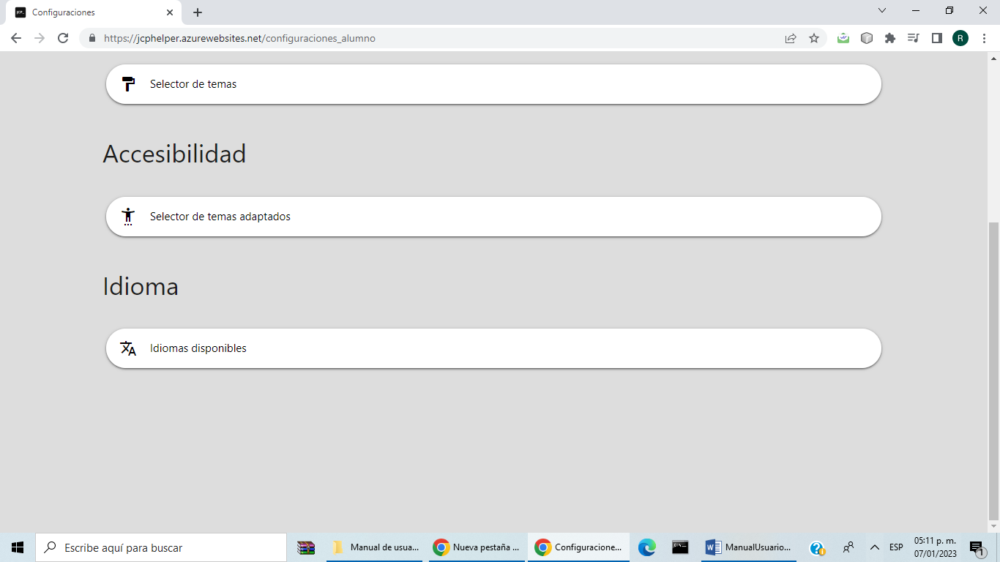 Configuraciones
https://jcphelper.azurewebsites.net/configuraciones_alumno
R
Selector de temas
Accesibilidad
Selector de temas adaptados
Idioma
Idiomas disponibles
Escribe aquí para buscar
Manual de usua...
Nueva pestaña ...
Configuracione...
ManualUsuario...
ESP
05:11 p. m.
07/01/2023
1